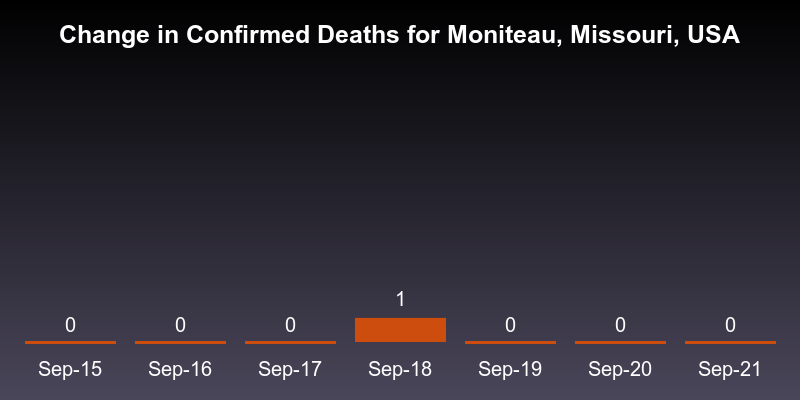 Change in Confirmed Deaths for Moniteau, Missouri, USA
1
0 0 0 0 0 0
Sep-15 Sep-16 Sep-17 Sep-18 Sep-19 Sep-20 Sep-21